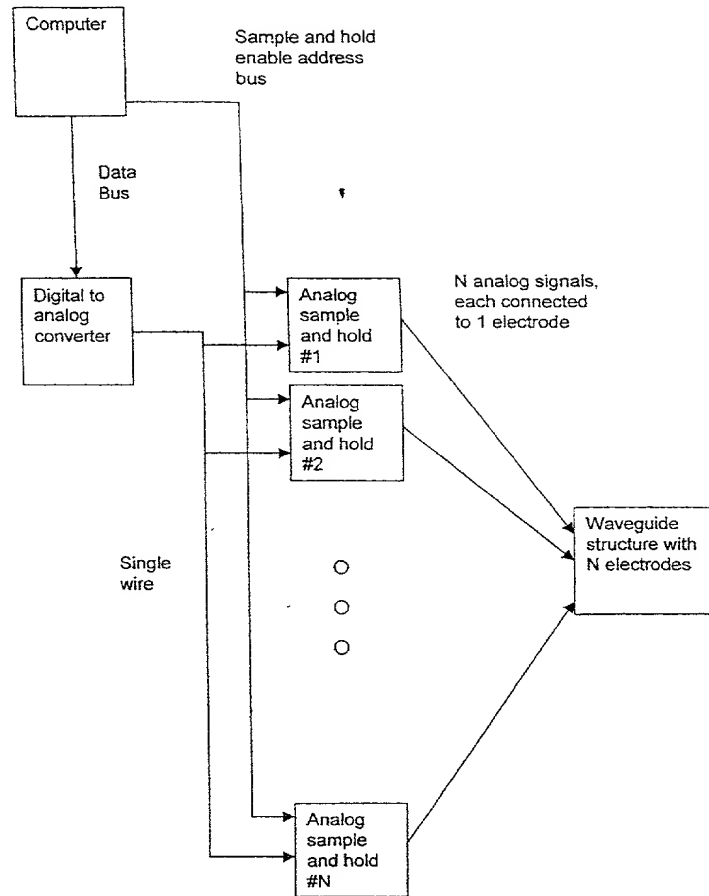 Computer
Sample and hold
enable address
bus
Data
Bus
Digital to
analog
converter
Analog
sample
and hold
#1
N analog signals,
each connected
to 1 electrode
Analog
sample
and hold
#2
Waveguide
structure with
N electrodes
Single
wire
Analog
sample
and hold
#N